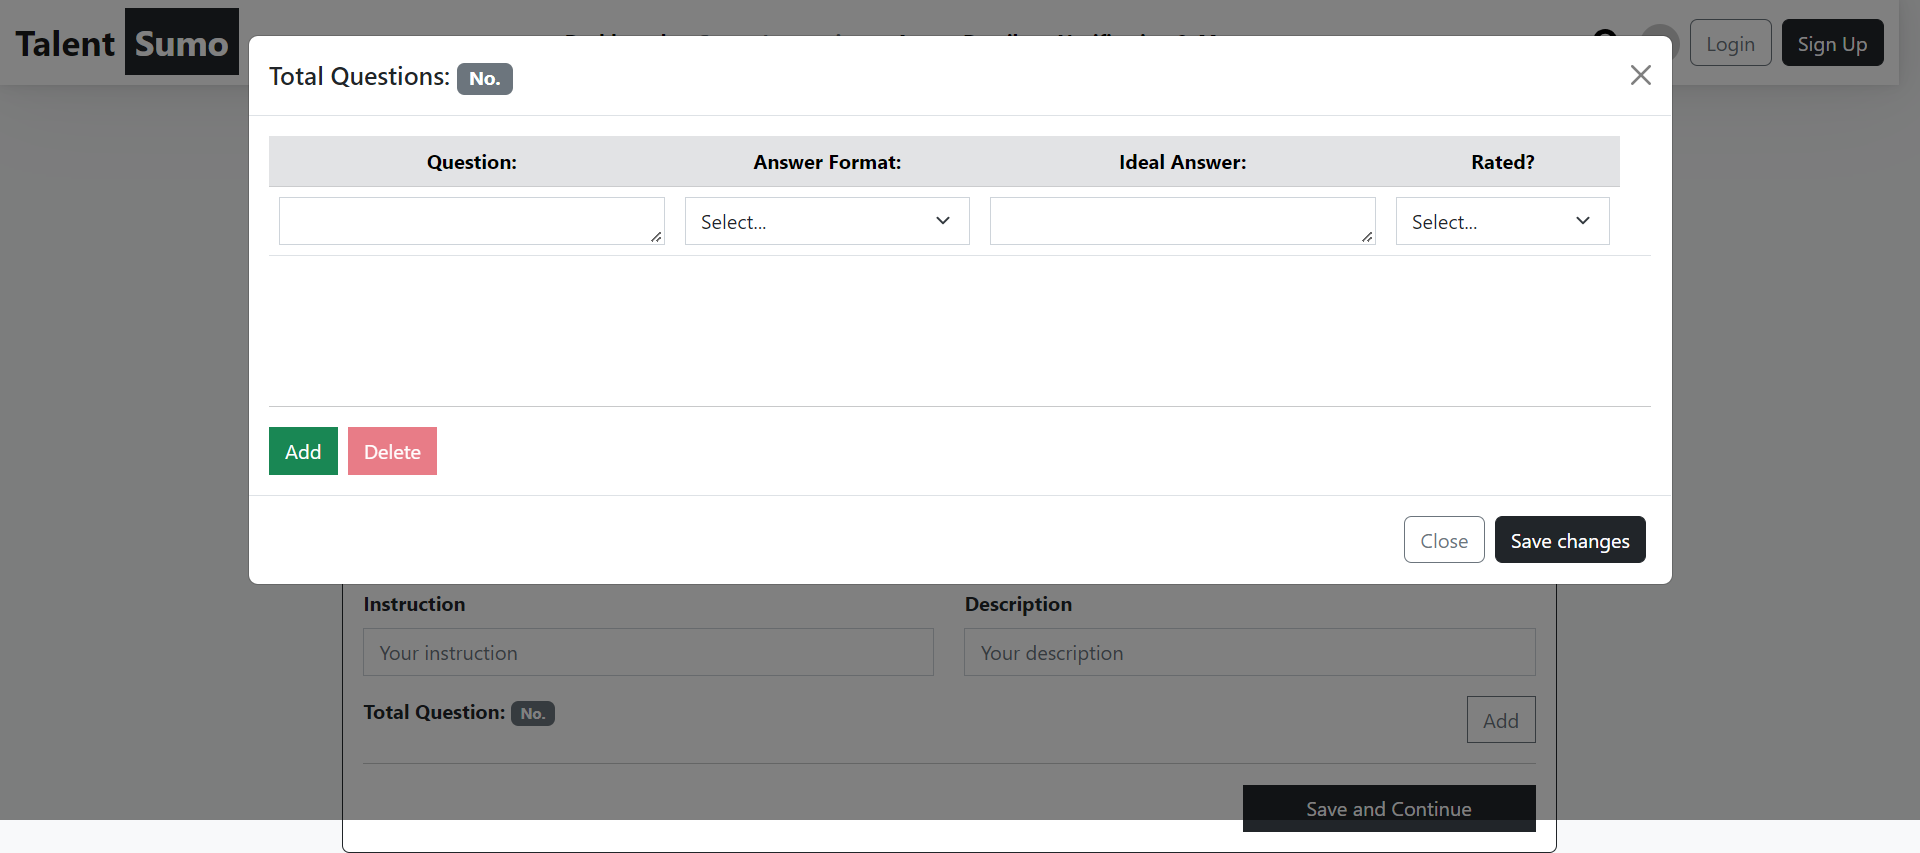 Talent Sumo
Login
Sign Up
Total Questions: No.
Question: Answer Format: Ideal Answer: Rated?
Select... Select...
Add Delete
Close Save changes
Instruction Description
Your instruction Your description
Total Question: No. Add
Save and Continue